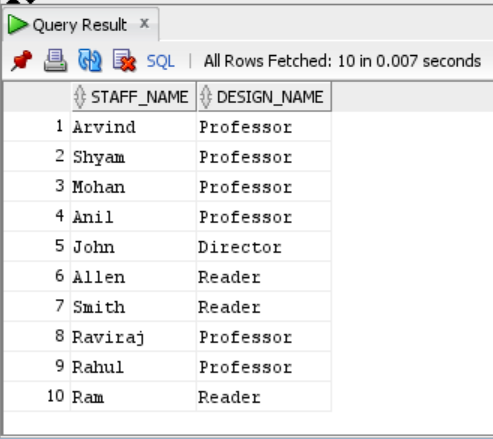 Query Result x
SQL | All Rows Fetched: 10 in 0.007 seconds
STAFF_NAME DESIGN_NAME
1 Arvind Professor
2 Shyam Professor
3 Mohan Professor
4 Anil Professor
5 John Director
6 Allen Reader
7 Smith Reader
8 Raviraj Professor
9 Rahul Professor
10 Ram Reader